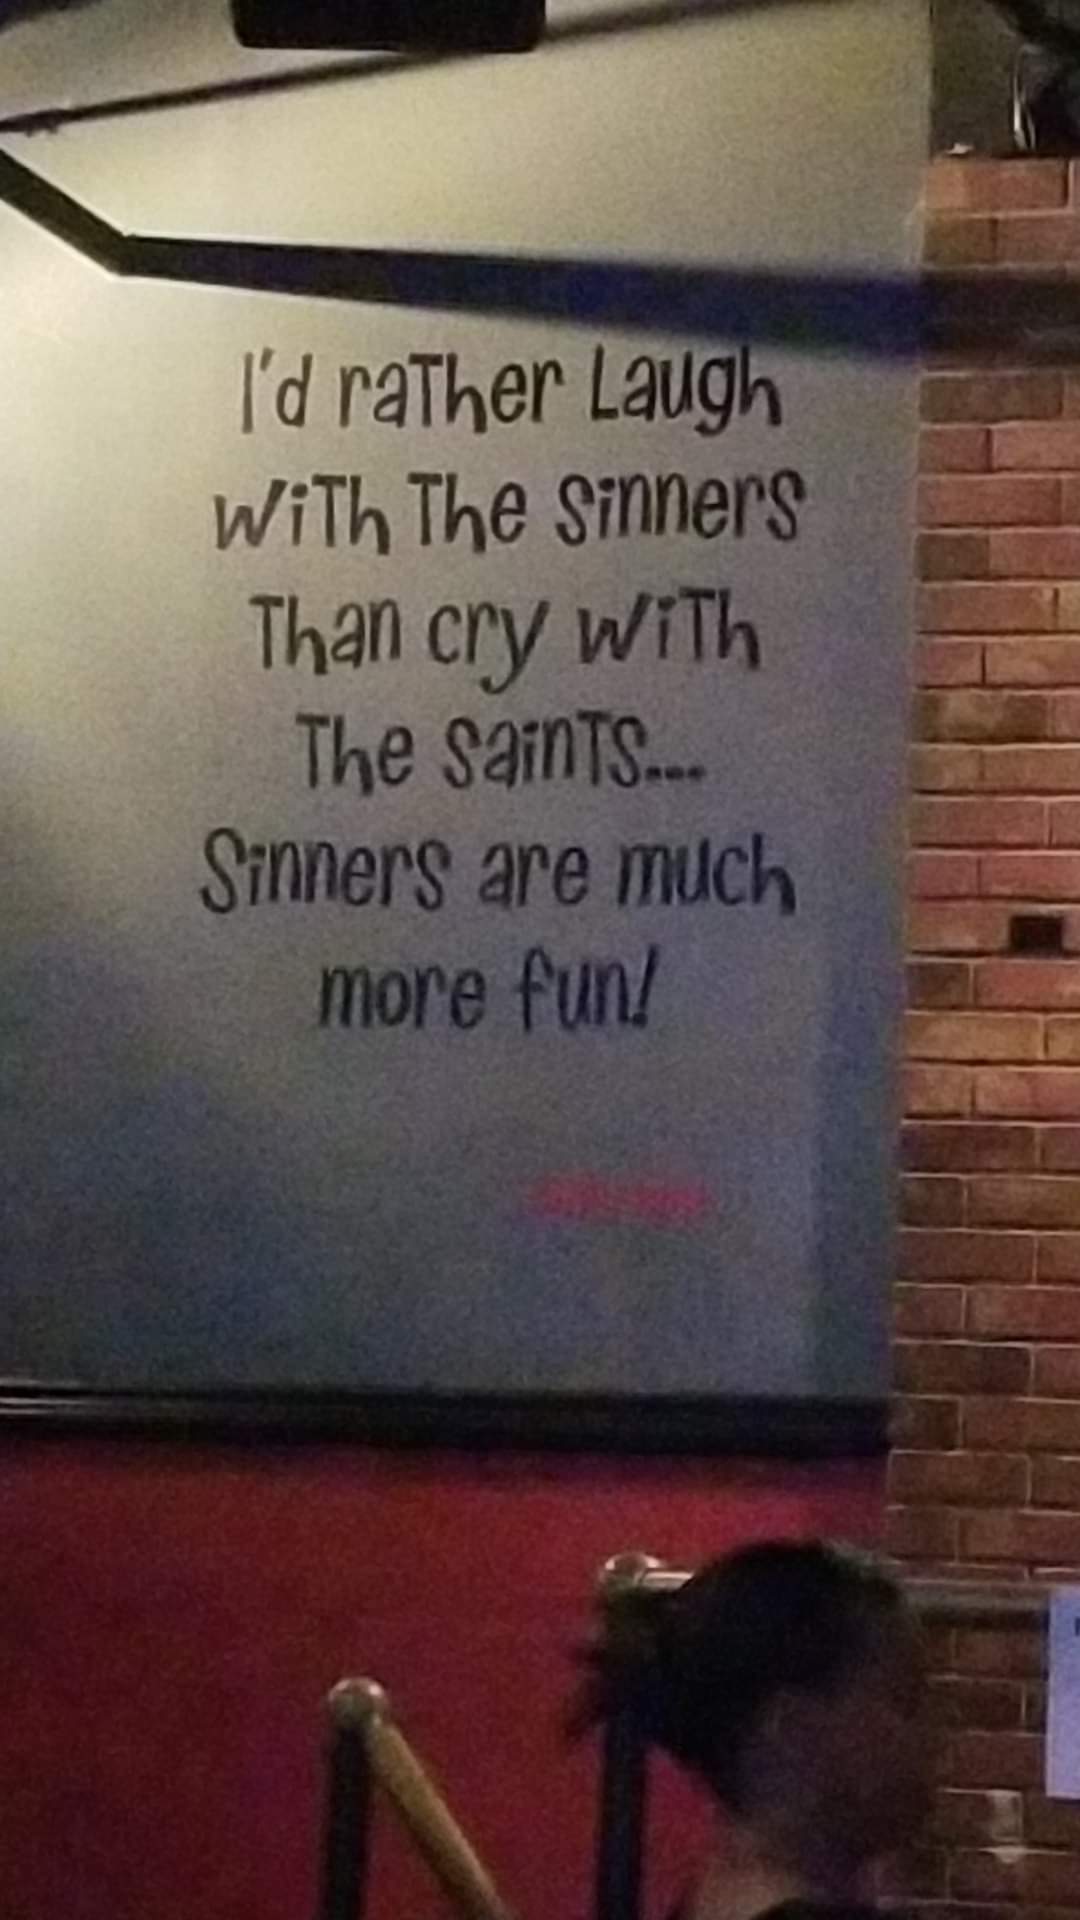 I'd raTher Laugh
WiTh The Sinners
Than cry WiTh
The SainTS....
Sinners are much
more fun!